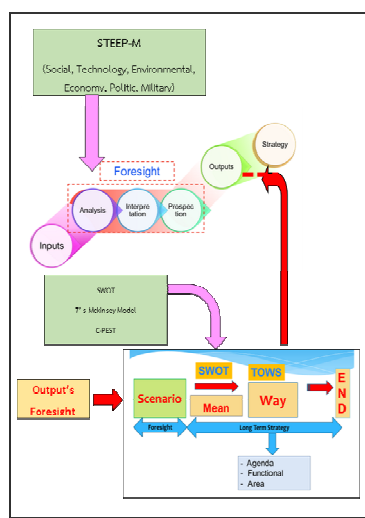 STEEP-M
(Social, Technology, Environmental,
Economy, Politic, Military)
Foresight
Strategy
Outputs
Analysis
Interpre
tation
Prospec
tion
Inputs
SWOT
7's Mckinsey Model
C-PEST
Output's
Foresight
SWOT
TOWS
Scenario
Mean
Way
E
N
D
Foresight
Long Term Strategy
- Agenda
- Functional
- Area